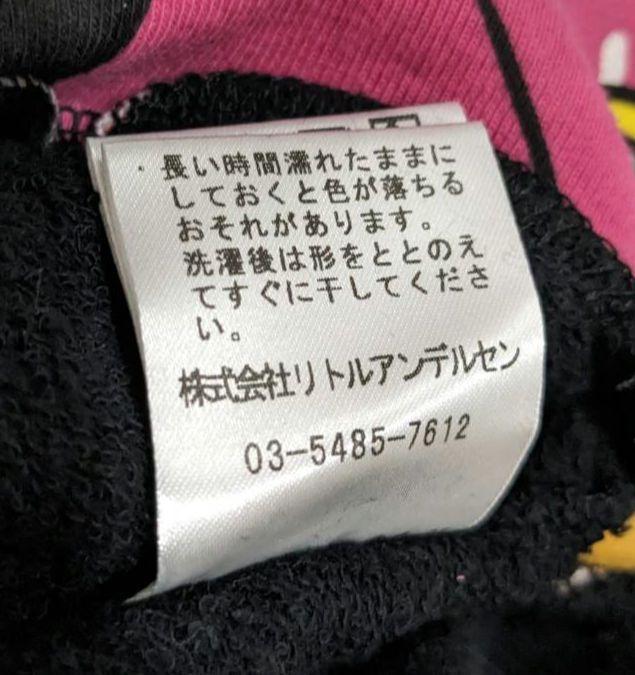 ・長い時間濡れたままに
しておくと色が落ちる
おそれがあります。
洗濯後は形をととのえ
てすぐに干してくださ
い。
株式会社リトルアンデルセン
03-5485-7612